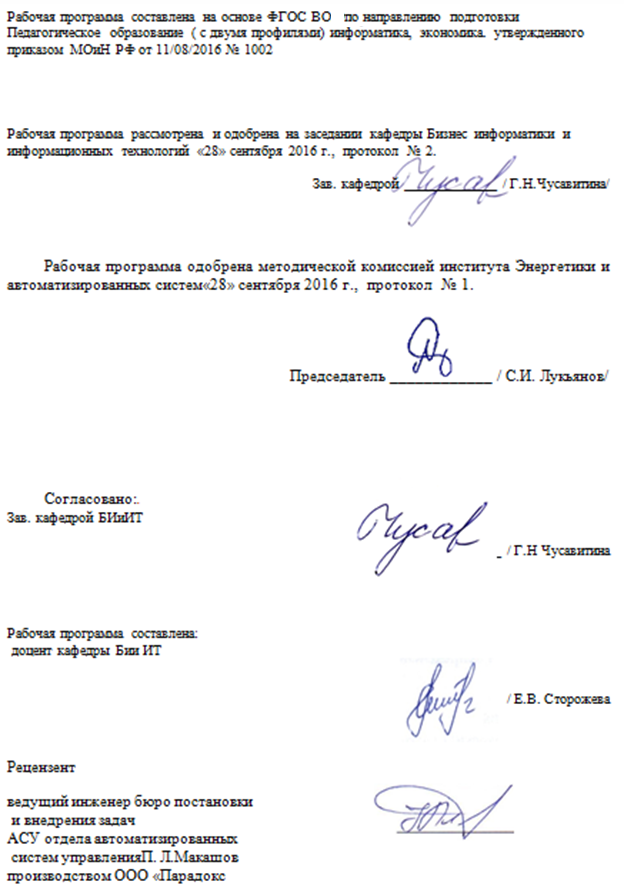 Рабочая программа составлена на основе ФГОС ВО по направлению подготовки
Педагогическое образование ( с двумя профилями) информатика, экономика. утвержденного
приказом МОиН РФ от 11/08/2016 № 1002
Рабочая программа рассмотрена и одобрена на заседании кафедры Бизнес информатики и
информационных технологий «28» сентября 2016 г., протокол № 2.
Зав. кафедрой ____________ / Г.Н.Чусавитина/
Рабочая программа одобрена методической комиссией института Энергетики и
автоматизированных систем«28» сентября 2016 г., протокол № 1.
Председатель ____________ / С.И. Лукьянов/
Согласовано:.
Зав. кафедрой БИиИТ
_ / Г.Н Чусавитина
Рабочая программа составлена:
доцент кафедры Бии ИТ
/ Е.В. Сторожева
Рецензент
ведущий инженер бюро постановки
и внедрения задач
АСУ отдела автоматизированных
систем управленияП. Л.Макашов
производством ООО «Парадокс